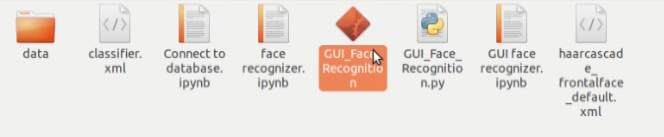 data
classifier.
xml
Connect to
database.
ipynb
face
recognizer.
ipynb
GUI_Face_
Recognitio
n
GUI_Face_
Recognitio
n.py
GUI face
recognizer.
ipynb
haarcascad
e_
frontalface
_default.
xml